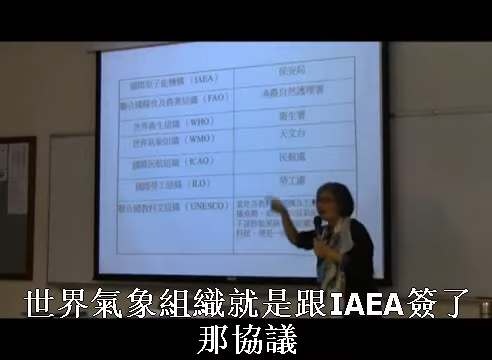 國際原子能機構 (IAEA) 保安局
聯合國糧食及農業組織 (FAO) 漁農自然護理署
世界衛生組織 (WHO) 衛生署
世界氣象組織 (WMO) 天文台
國際民航組織 (ICAO) 民航處
國際勞工組織 (ILO) 勞工處
聯合國教科文組織 (UNESCO)
世界氣象組織就是跟IAEA簽了
那協議